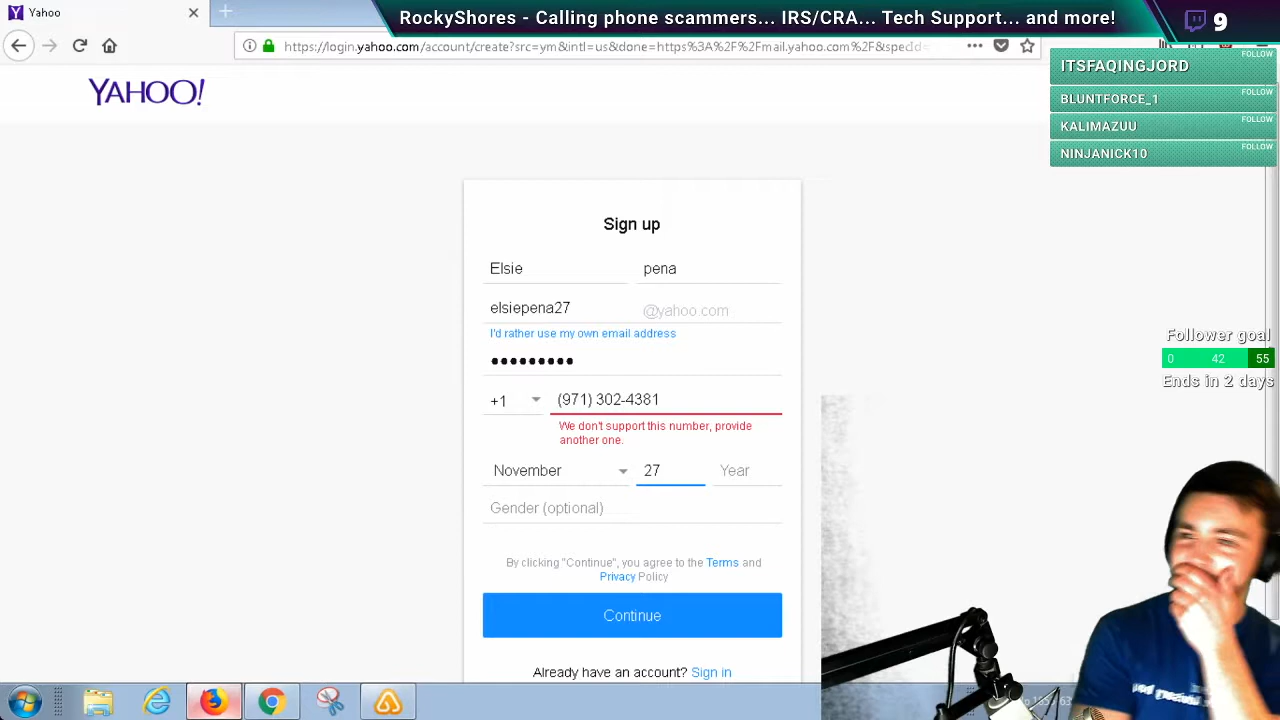 Yahoo
RockyShores - Calling phone scammers... IRS/CRA... Tech Support... and more!
9
https://login.yahoo.com/account/create?src=ym&intl=us&done=https%3A%2F%2Fmail.yahoo.com%2F&specId=
YAHOO!
ITSFAQINGJORD FOLLOW
BLUNTFORCE_1 FOLLOW
KALIMAZUU FOLLOW
NINJANICK10 FOLLOW
Sign up
Elsie pena
elsiepena27 @yahoo.com
I'd rather use my own email address
+1 (971) 302-4381
We don't support this number, provide
another one.
November 27 Year
Gender (optional)
By clicking "Continue", you agree to the Terms and
Privacy Policy
Continue
Already have an account? Sign in
Follower goal
0 42 55
Ends in 2 days